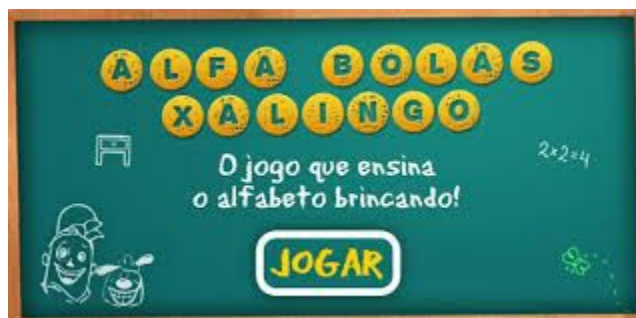 ALFA BOLAS
XALINGO
O jogo que ensina
o alfabeto brincando!
2x2=4
JOGAR